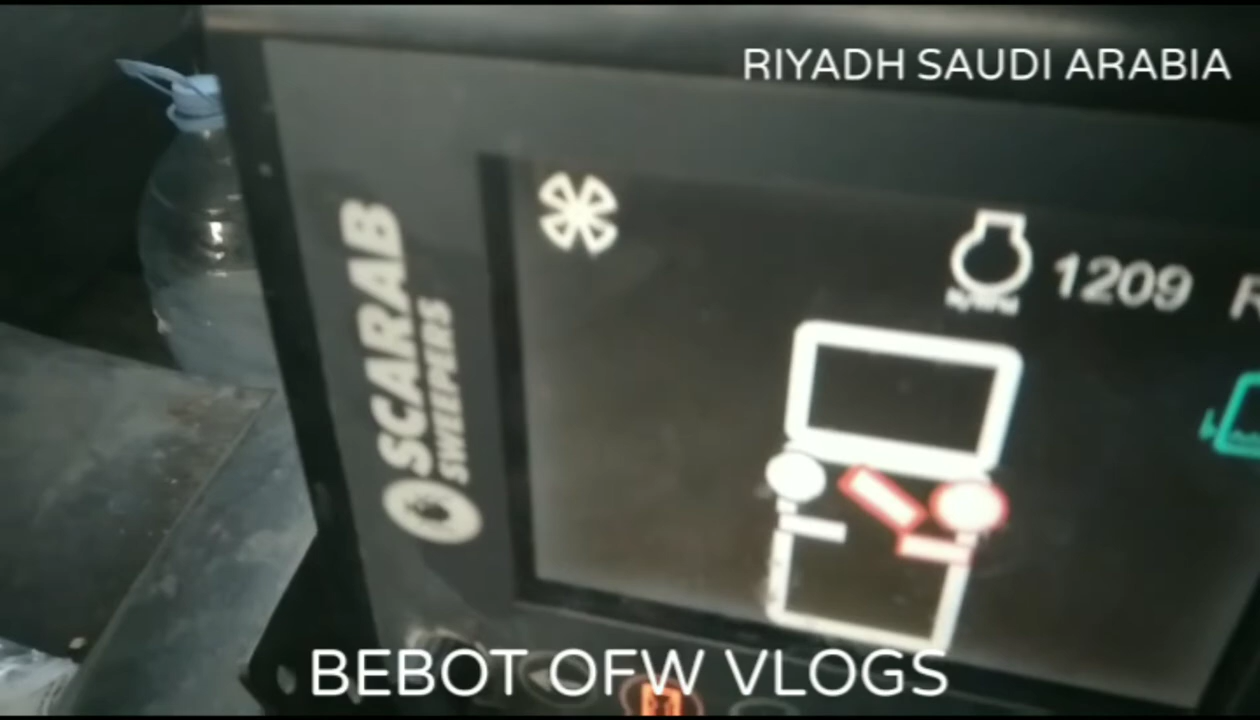 RIYADH SAUDI ARABIA
SCARAB
SWEEPERS
1209
BEBOT OFW VLOGS